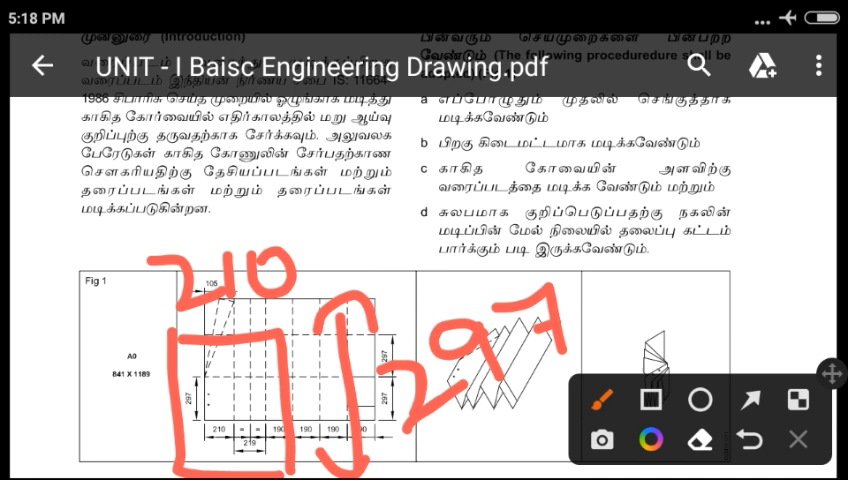 5:18 PM
UNIT - I Baisc Engineering Drawing.pdf
முன்னுரை (Introduction)
1986 சிபாரிசு செய்த முறையில் ஒழுங்காக மடித்து
காகித கோர்வையில் எதிர்காலத்தில் மறு ஆய்வு
குறிப்புற்கு தருவதற்காக சேர்க்கவும். அலுவலக
பேரேடுகள் காகித கோணுலின் சேர்பதற்காண
சௌகரியதிற்கு தேசியப்படங்கள் மற்றும்
தரைப்படங்கள் மற்றும் தரைப்படங்கள்
மடிக்கப்படுகின்றன.
பின்வரும் செயமுறைகளை பின்பற்ற
வேண்டும் (The following proceduredure shall be
a எப்போழுதும் முதலில் செங்குத்தாக
மடிக்கவேண்டும்
b பிறகு கிடைமட்டமாக மடிக்கவேண்டும்
c காகித கோவையின் அளவிற்கு
வரைப்படத்தை மடிக்க வேண்டும் மற்றும்
d சுலபமாக குறிப்பெடுப்பதற்கு நகலின்
மடிப்பின் மேல் நிலையில் தலைப்பு கட்டம்
பார்க்கும் படி இருக்கவேண்டும்.
Fig 1
105
210
297
A0
841 X 1189
297
297
297
210 = = 190 190 190
219